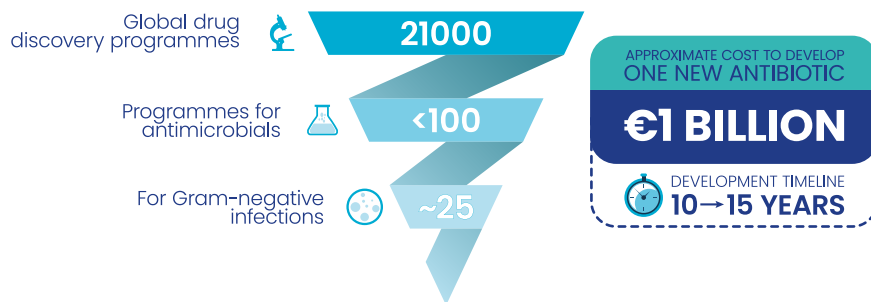 Global drug
discovery programmes
21000
Programmes for
antimicrobials
<100
For Gram-negative
infections
~25
APPROXIMATE COST TO DEVELOP
ONE NEW ANTIBIOTIC
€1 BILLION
DEVELOPMENT TIMELINE
10→15 YEARS